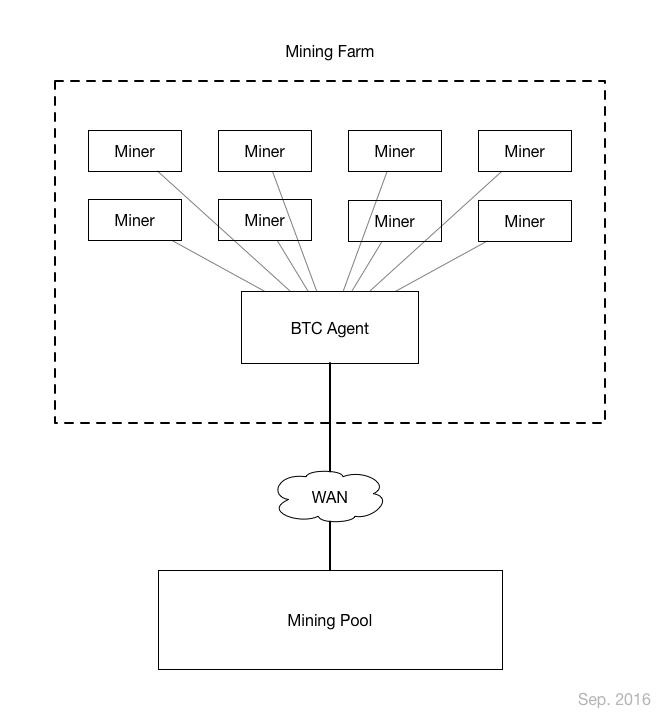 Mining Farm
Miner Miner Miner Miner
Miner Miner Miner Miner
BTC Agent
WAN
Mining Pool
Sep. 2016